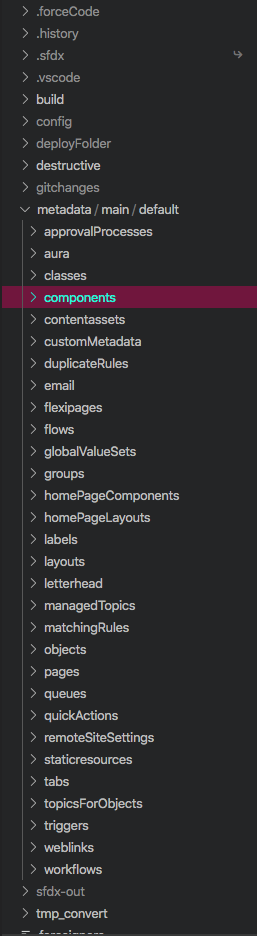 .forceCode
.history
.sfdx
.vscode
build
config
deployFolder
destructive
gitchanges
metadata / main / default
approvalProcesses
aura
classes
components
contentassets
customMetadata
duplicateRules
email
flexipages
flows
globalValueSets
groups
homePageComponents
homePageLayouts
labels
layouts
letterhead
managedTopics
matchingRules
objects
pages
queues
quickActions
remoteSiteSettings
staticresources
tabs
topicsForObjects
triggers
weblinks
workflows
sfdx-out
tmp_convert